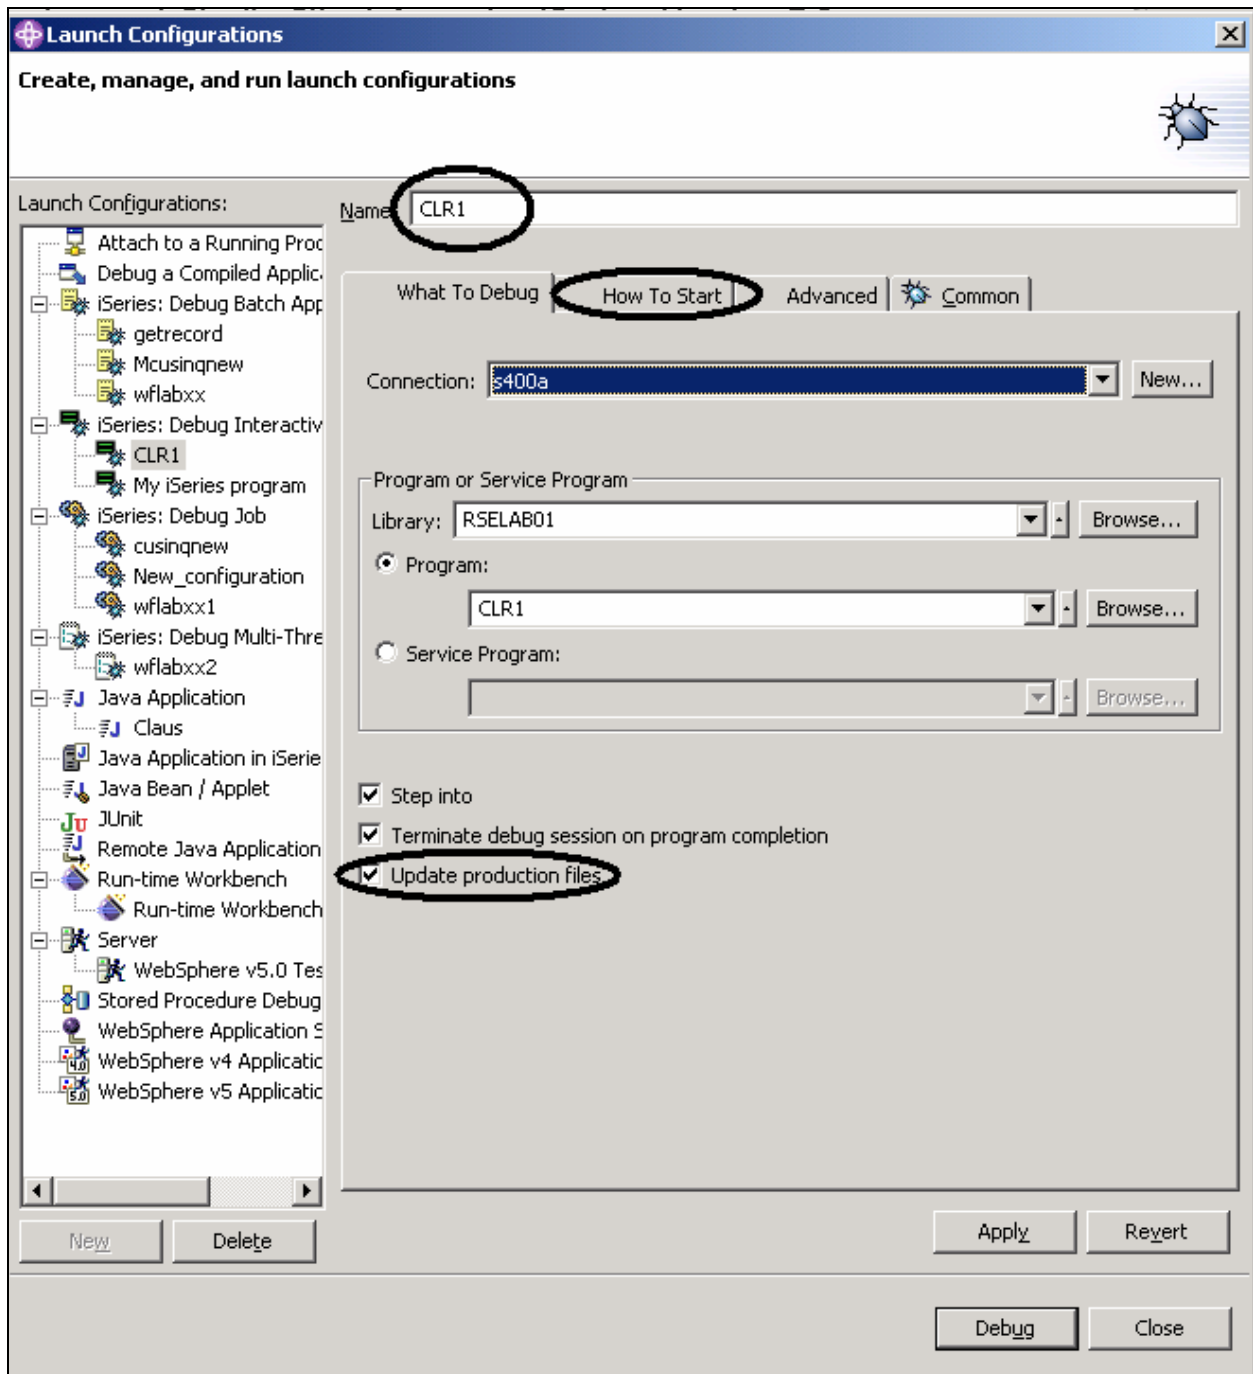 Launch Configurations
Create, manage, and run launch configurations
Launch Configurations:
Attach to a Running Proc
Debug a Compiled Applic
iSeries: Debug Batch App
getrecord
Mcusinqnew
wflabxx
iSeries: Debug Interactiv
CLR1
My iSeries program
iSeries: Debug Job
cusinqnew
New_configuration
wflabxx1
iSeries: Debug Multi-Thre
wflabxx2
Java Application
Claus
Java Application in iSerie
Java Bean / Applet
JUnit
Remote Java Application
Run-time Workbench
Run-time Workbench
Server
WebSphere v5.0 Tes
Stored Procedure Debug
WebSphere Application S
WebSphere v4 Applicatic
WebSphere v5 Applicatic
New
Delete
Name: CLR1
What To Debug
How To Start
Advanced
Common
Connection: s400a
New...
Program or Service Program
Library: RSELAB01
Browse...
Program:
CLR1
Browse...
Service Program:
Browse...
Step into
Terminate debug session on program completion
Update production files
Apply
Revert
Debug
Close